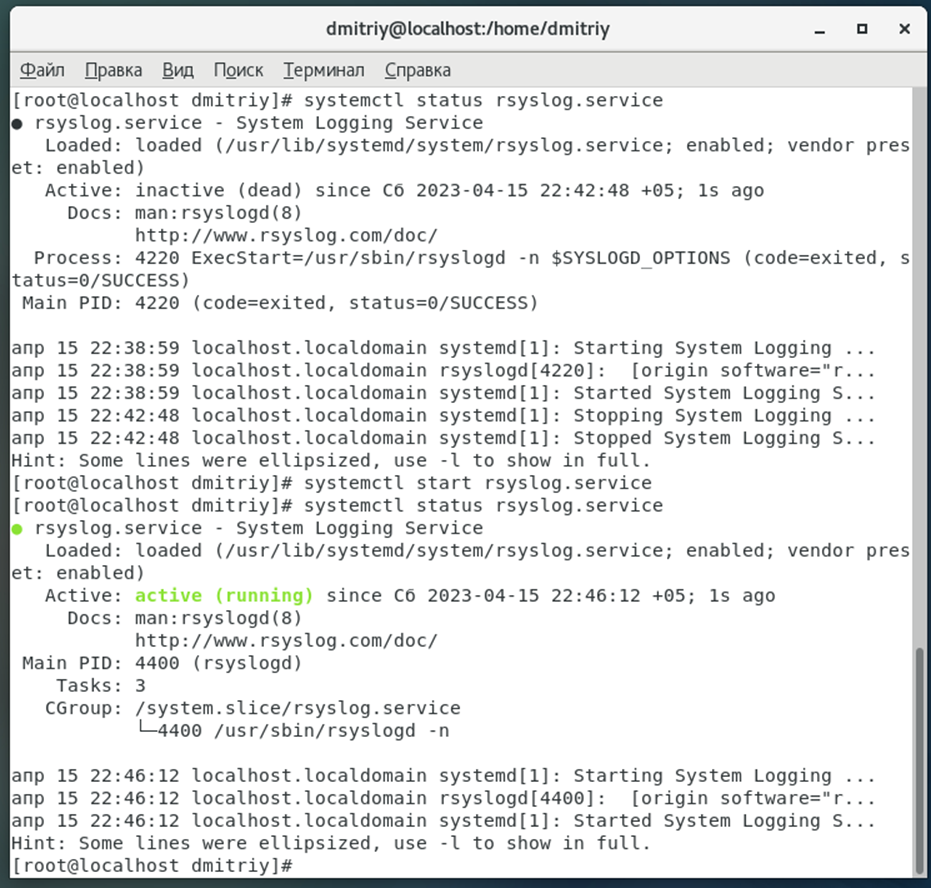 dmitriy@localhost:/home/dmitriy
Файл Правка Вид Поиск Терминал Справка
[root@localhost dmitriy]# systemctl status rsyslog.service
● rsyslog.service - System Logging Service
   Loaded: loaded (/usr/lib/systemd/system/rsyslog.service; enabled; vendor pres
et: enabled)
   Active: inactive (dead) since Сб 2023-04-15 22:42:48 +05; 1s ago
     Docs: man:rsyslogd(8)
           http://www.rsyslog.com/doc/
  Process: 4220 ExecStart=/usr/sbin/rsyslogd -n $SYSLOGD_OPTIONS (code=exited, s
tatus=0/SUCCESS)
 Main PID: 4220 (code=exited, status=0/SUCCESS)

апр 15 22:38:59 localhost.localdomain systemd[1]: Starting System Logging ...
апр 15 22:38:59 localhost.localdomain rsyslogd[4220]:  [origin software="r...
апр 15 22:38:59 localhost.localdomain systemd[1]: Started System Logging S...
апр 15 22:42:48 localhost.localdomain systemd[1]: Stopping System Logging ...
апр 15 22:42:48 localhost.localdomain systemd[1]: Stopped System Logging S...
Hint: Some lines were ellipsized, use -l to show in full.
[root@localhost dmitriy]# systemctl start rsyslog.service
[root@localhost dmitriy]# systemctl status rsyslog.service
● rsyslog.service - System Logging Service
   Loaded: loaded (/usr/lib/systemd/system/rsyslog.service; enabled; vendor pres
et: enabled)
   Active: active (running) since Сб 2023-04-15 22:46:12 +05; 1s ago
     Docs: man:rsyslogd(8)
           http://www.rsyslog.com/doc/
 Main PID: 4400 (rsyslogd)
    Tasks: 3
   CGroup: /system.slice/rsyslog.service
           └─4400 /usr/sbin/rsyslogd -n

апр 15 22:46:12 localhost.localdomain systemd[1]: Starting System Logging ...
апр 15 22:46:12 localhost.localdomain rsyslogd[4400]:  [origin software="r...
апр 15 22:46:12 localhost.localdomain systemd[1]: Started System Logging S...
Hint: Some lines were ellipsized, use -l to show in full.
[root@localhost dmitriy]#